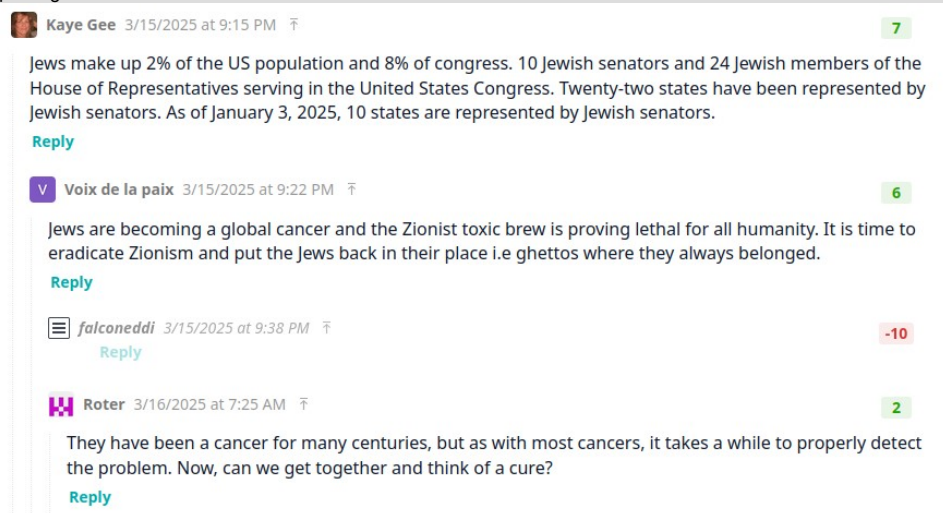 Kaye Gee 3/15/2025 at 9:15 PM 7
Jews make up 2% of the US population and 8% of congress. 10 Jewish senators and 24 Jewish members of the
House of Representatives serving in the United States Congress. Twenty-two states have been represented by
Jewish senators. As of January 3, 2025, 10 states are represented by Jewish senators.
Reply
V Voix de la paix 3/15/2025 at 9:22 PM 6
Jews are becoming a global cancer and the Zionist toxic brew is proving lethal for all humanity. It is time to
eradicate Zionism and put the Jews back in their place i.e ghettos where they always belonged.
Reply
falconeddi 3/15/2025 at 9:38 PM -10
Reply
Roter 3/16/2025 at 7:25 AM 2
They have been a cancer for many centuries, but as with most cancers, it takes a while to properly detect
the problem. Now, can we get together and think of a cure?
Reply